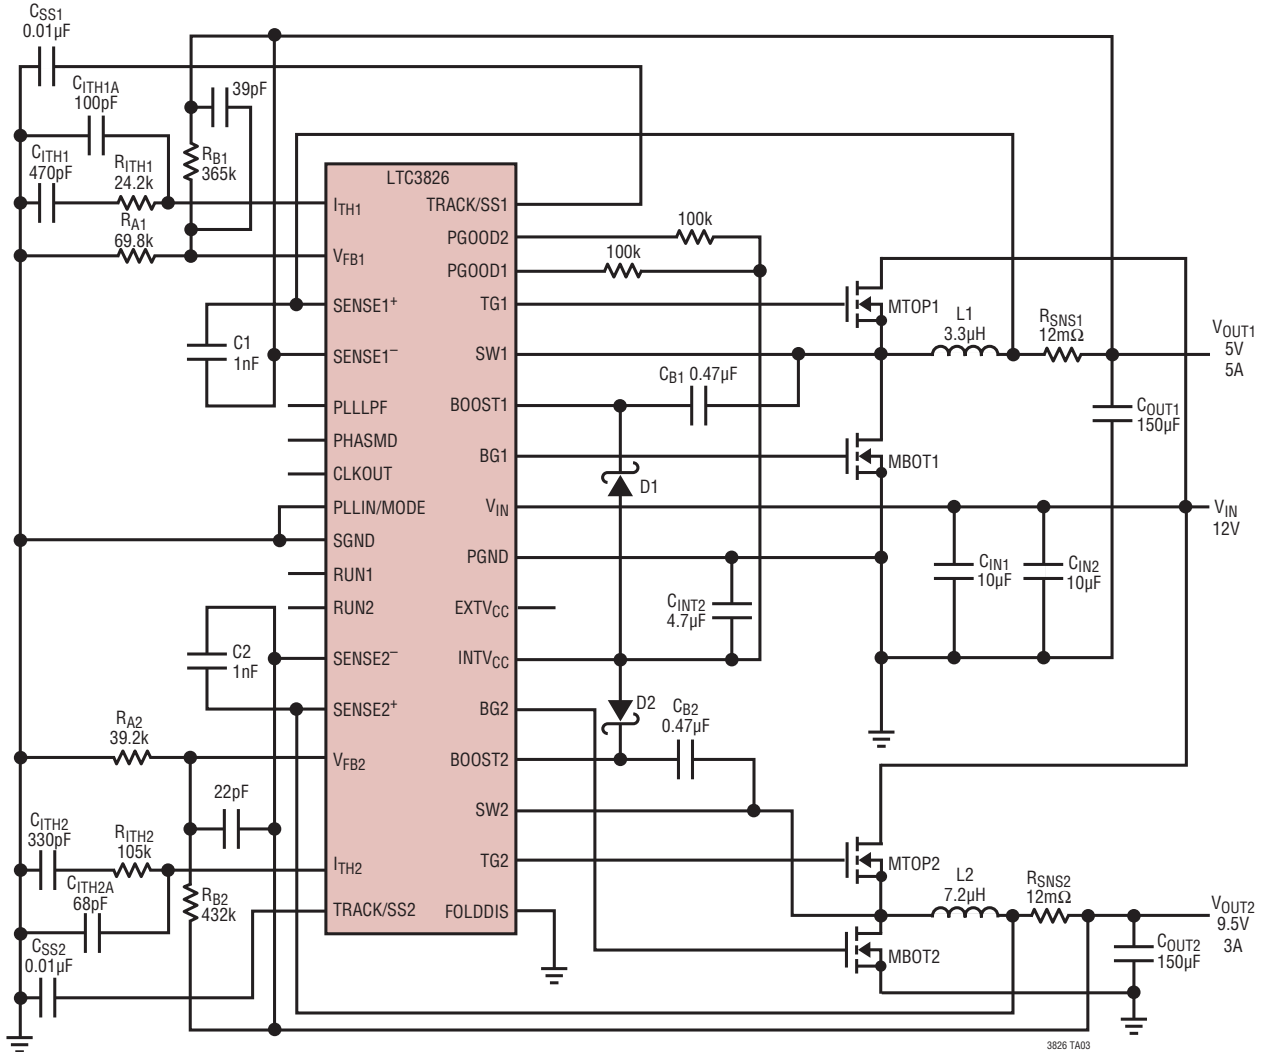 CSS1
0.01µF
CITH1A
100pF
39pF
CITH1
470pF
RITH1
24.2k
RB1
365k
RA1
69.8k
LTC3826
ITH1
VFB1
SENSE1+
SENSE1–
PLLLPF
PHASMD
CLKOUT
PLLIN/MODE
SGND
RUN1
RUN2
SENSE2–
SENSE2+
VFB2
ITH2
TRACK/SS2
TRACK/SS1
PGOOD2
PGOOD1
TG1
SW1
BOOST1
BG1
VIN
PGND
EXTVCC
INTVCC
BG2
BOOST2
SW2
TG2
FOLDDIS
C1
1nF
C2
1nF
RA2
39.2k
22pF
CITH2
330pF
RITH2
105k
CITH2A
68pF
RB2
432k
CSS2
0.01µF
100k
100k
MTOP1
L1
3.3µH
RSNS1
12mΩ
VOUT1
5V
5A
CB1 0.47µF
COUT1
150µF
MBOT1
D1
VIN
12V
CIN1
10µF
CIN2
10µF
CINT2
4.7µF
D2
CB2
0.47µF
MTOP2
L2
7.2µH
RSNS2
12mΩ
VOUT2
9.5V
3A
MBOT2
COUT2
150µF
3826 TA03